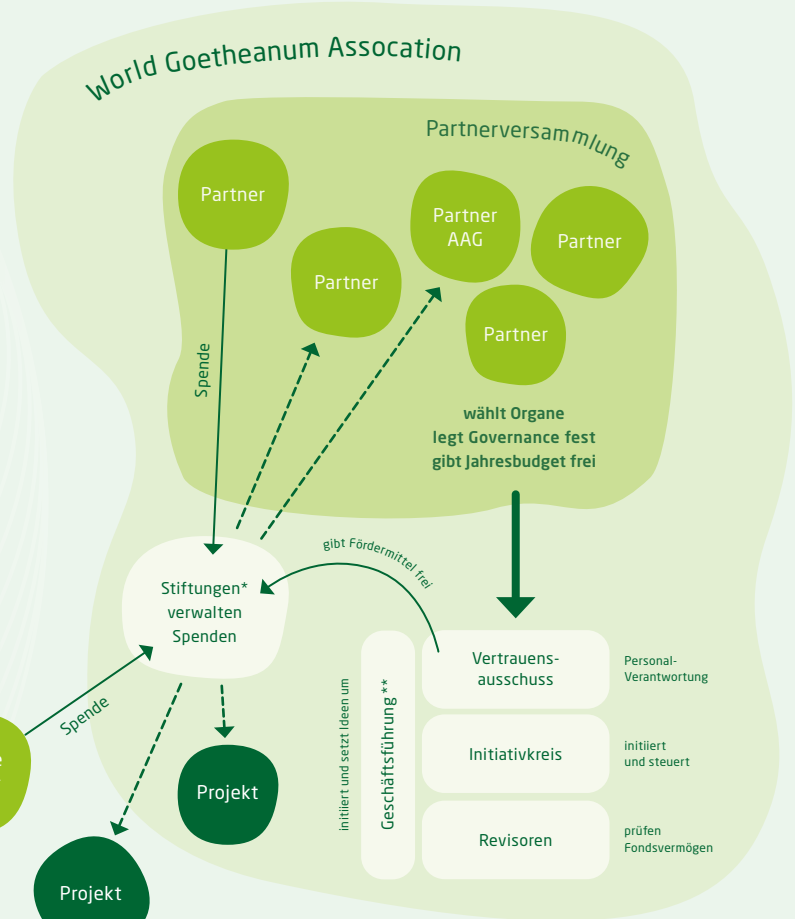 World Goetheanum Assocation
Partnerversammlung
Partner
Partner
AAG
Partner
Partner
Partner
Spende
wählt Organe
legt Governance fest
gibt Jahresbudget frei
gibt Fördermittel frei
Stiftungen*
verwalten
Spenden
Spende
Projekt
Projekt
initiiert und setzt Ideen um
Geschäftsführung**
Vertrauens-
ausschuss
Personal-
Verantwortung
Initiativkreis
initiiert
und steuert
Revisoren
prüfen
Fondsvermögen